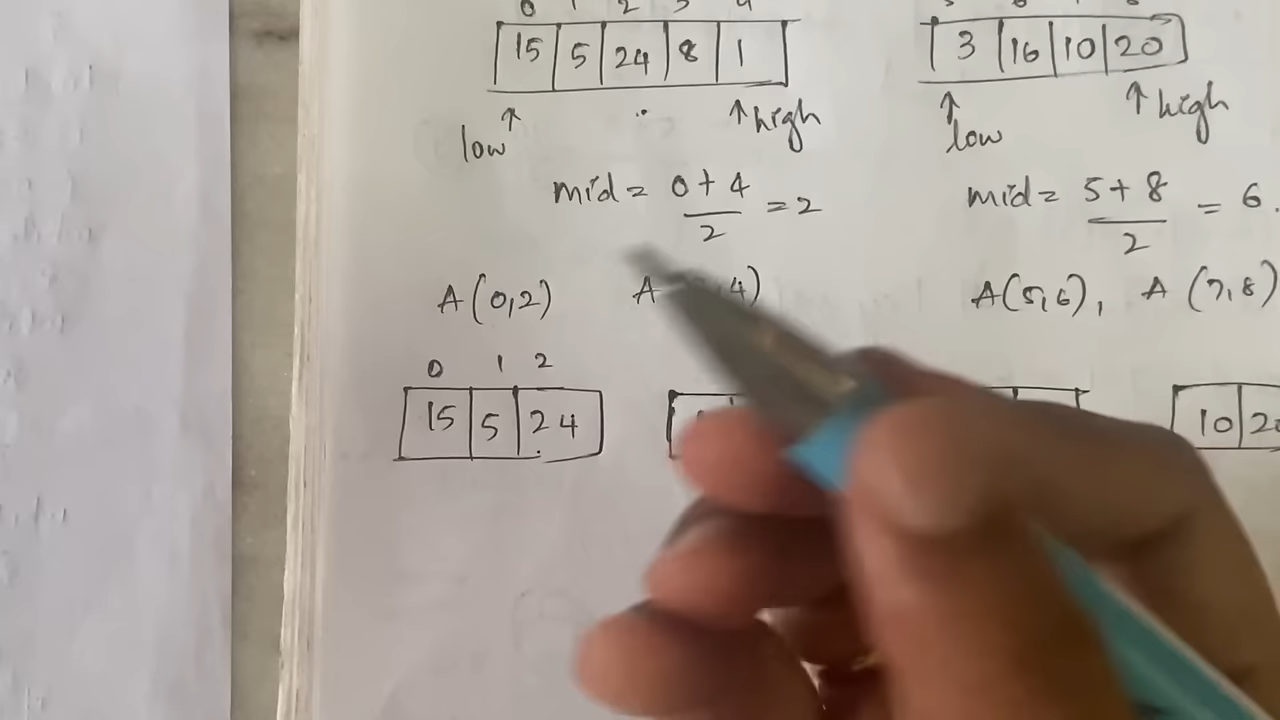 0 2
15 5 24 8 1 3 16 10 20
low high low high
mid = 0 + 4 / 2 = 2 mid = 5 + 8 / 2 = 6.
A(0,2) A 4) A(5,6), A (7,8)
0 1 2
15 5 24 10